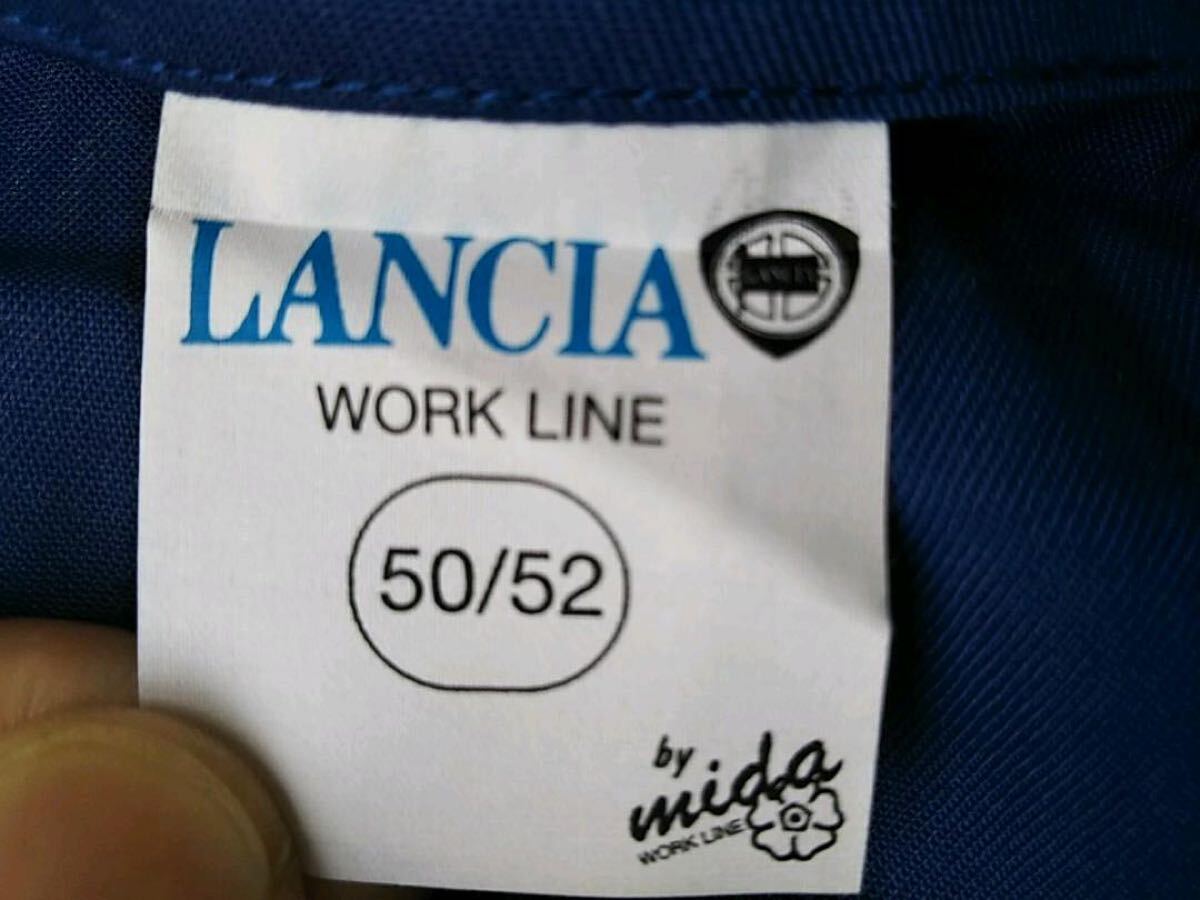 LANCIA
WORK LINE
50/52
by
mida
WORK LINE